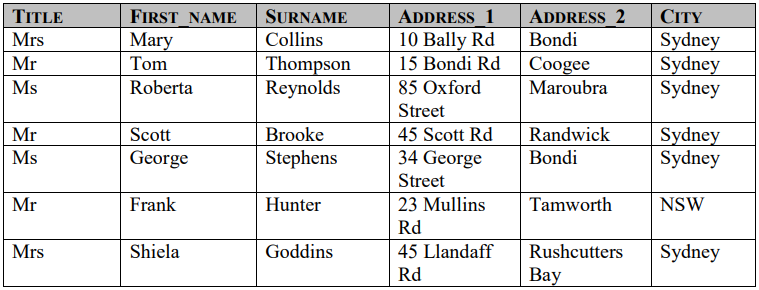 TITLE FIRST_NAME SURNAME ADDRESS_1 ADDRESS_2 CITY
Mrs Mary Collins 10 Bally Rd Bondi Sydney
Mr Tom Thompson 15 Bondi Rd Coogee Sydney
Ms Roberta Reynolds 85 Oxford Maroubra Sydney
Street
Mr Scott Brooke 45 Scott Rd Randwick Sydney
Ms George Stephens 34 George Bondi Sydney
Street
Mr Frank Hunter 23 Mullins Tamworth NSW
Rd
Mrs Shiela Goddins 45 Llandaff Rushcutters Sydney
Rd Bay